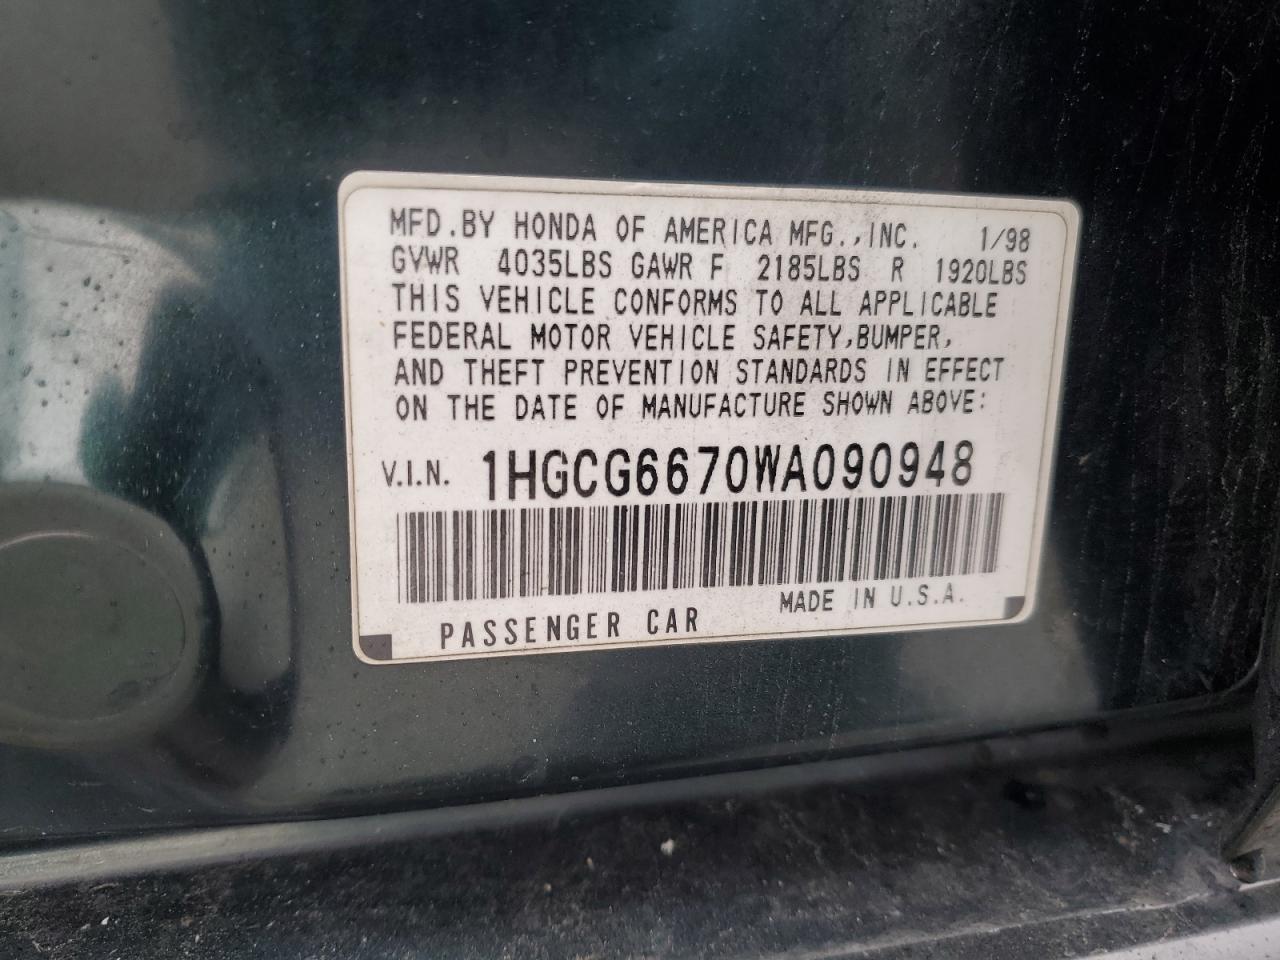 MFD.BY HONDA OF AMERICA MFG.,INC. 1/98
GVWR 4035LBS GAWR F 2185LBS R 1920LBS
THIS VEHICLE CONFORMS TO ALL APPLICABLE
FEDERAL MOTOR VEHICLE SAFETY,BUMPER,
AND THEFT PREVENTION STANDARDS IN EFFECT
ON THE DATE OF MANUFACTURE SHOWN ABOVE:
V.I.N. 1HGCG6670WA090948
PASSENGER CAR MADE IN U.S.A.